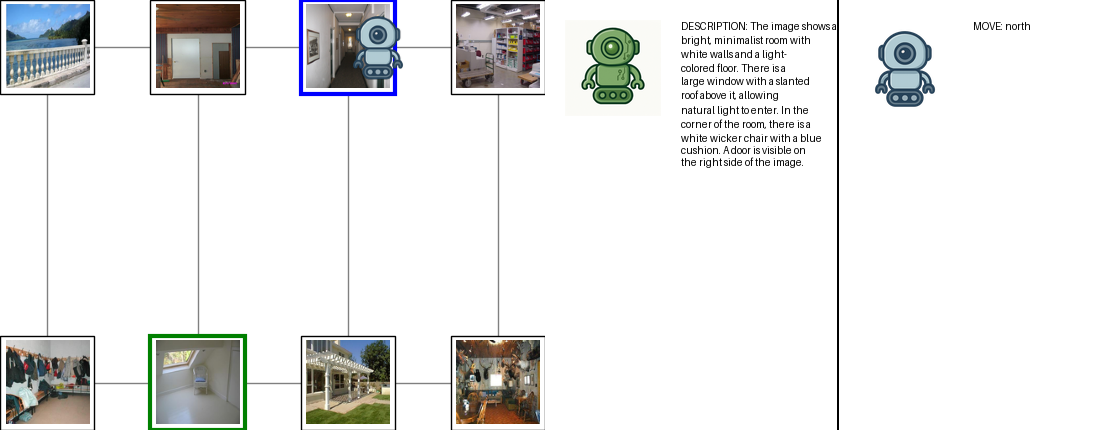 DESCRIPTION: The image shows a
bright, minimalist room with
white walls and a light-
colored floor. There is a
large window with a slanted
roof above it, allowing
natural light to enter. In the
corner of the room, there is a
white wicker chair with a blue
cushion. A door is visible on
the right side of the image.
MOVE: north